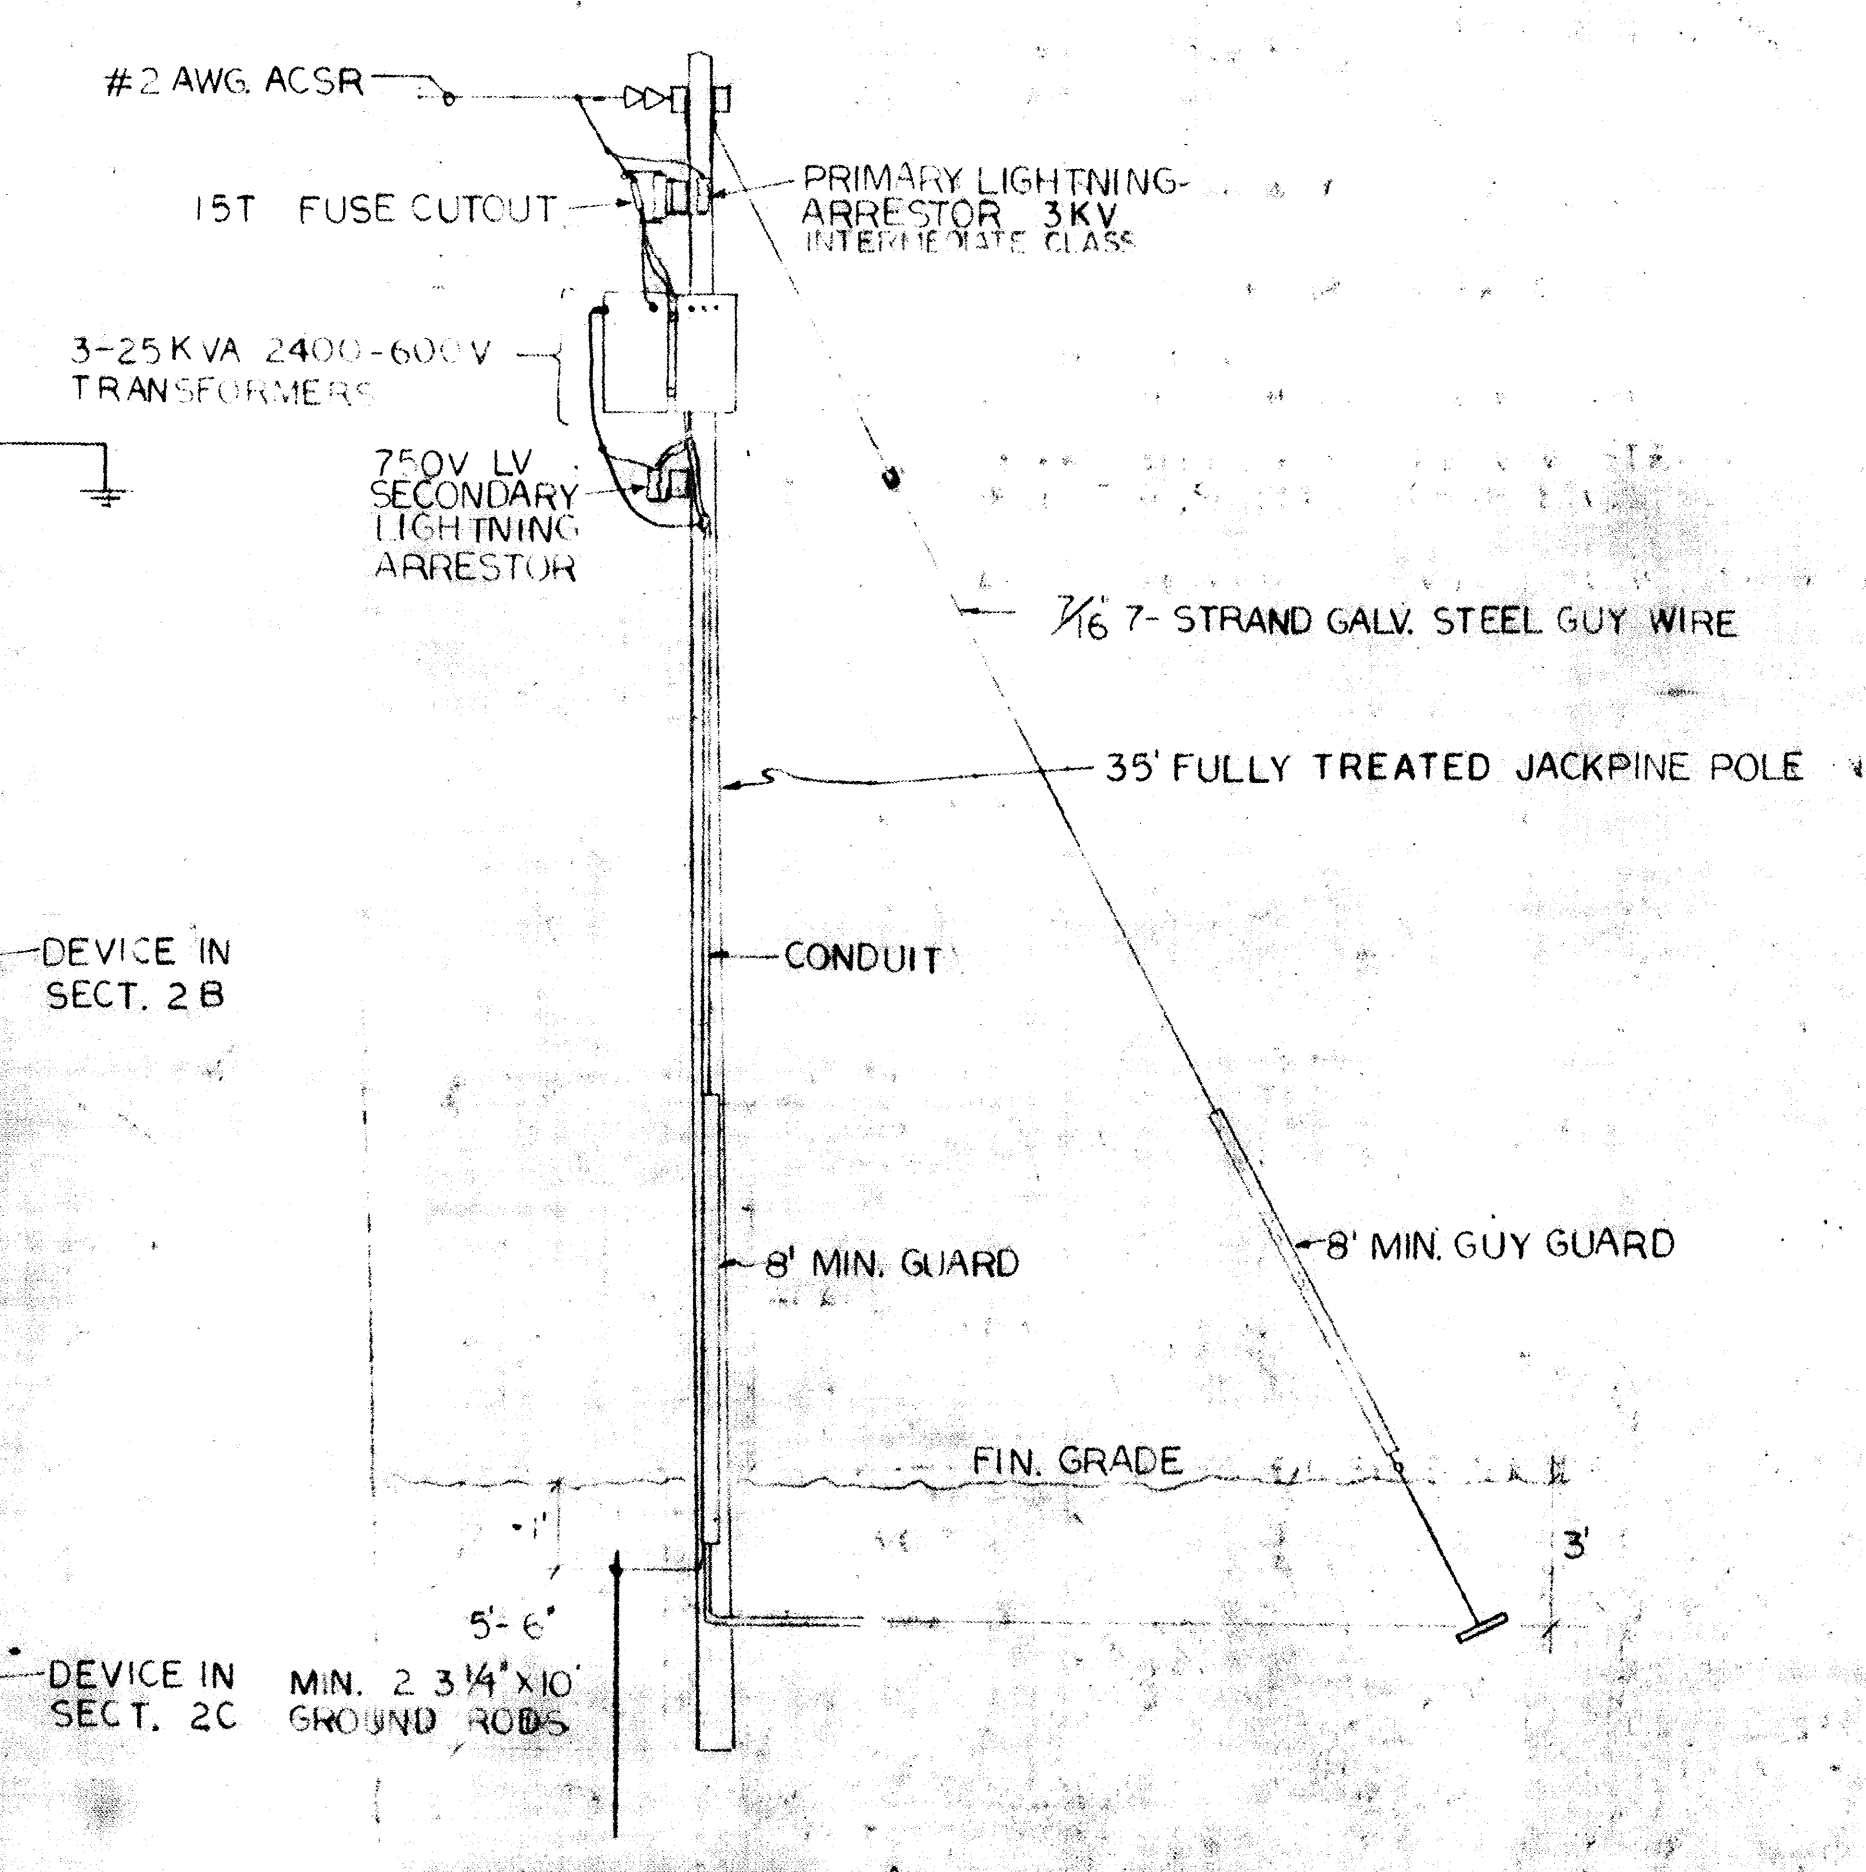 #2 AWG. ACSR
15T FUSE CUTOUT
PRIMARY LIGHTNING-
ARRESTOR 3KV
INTERMEDIATE CLASS
3-25KVA 2400-600V
TRANSFORMERS
750V LV
SECONDARY
LIGHTNING
ARRESTOR
7/16" 7- STRAND GALV. STEEL GUY WIRE
35' FULLY TREATED JACKPINE POLE
DEVICE IN
SECT. 2B
CONDUIT
8' MIN. GUARD
8' MIN. GUY GUARD
FIN. GRADE
1'
3'
5'-6"
DEVICE IN
SECT. 2C
MIN. 2 3 1/4" X 10'
GROUND RODS